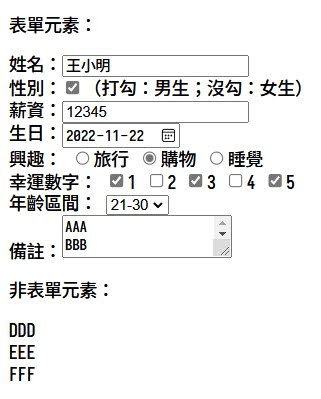 表單元素：
姓名：王小明
性別：（打勾：男生；沒勾：女生）
薪資：12345
生日：2022-11-22
興趣： 旅行 購物 睡覺
幸運數字： 1 2 3 4 5
年齡區間： 21-30
備註：AAA
BBB
非表單元素：
DDD
EEE
FFF